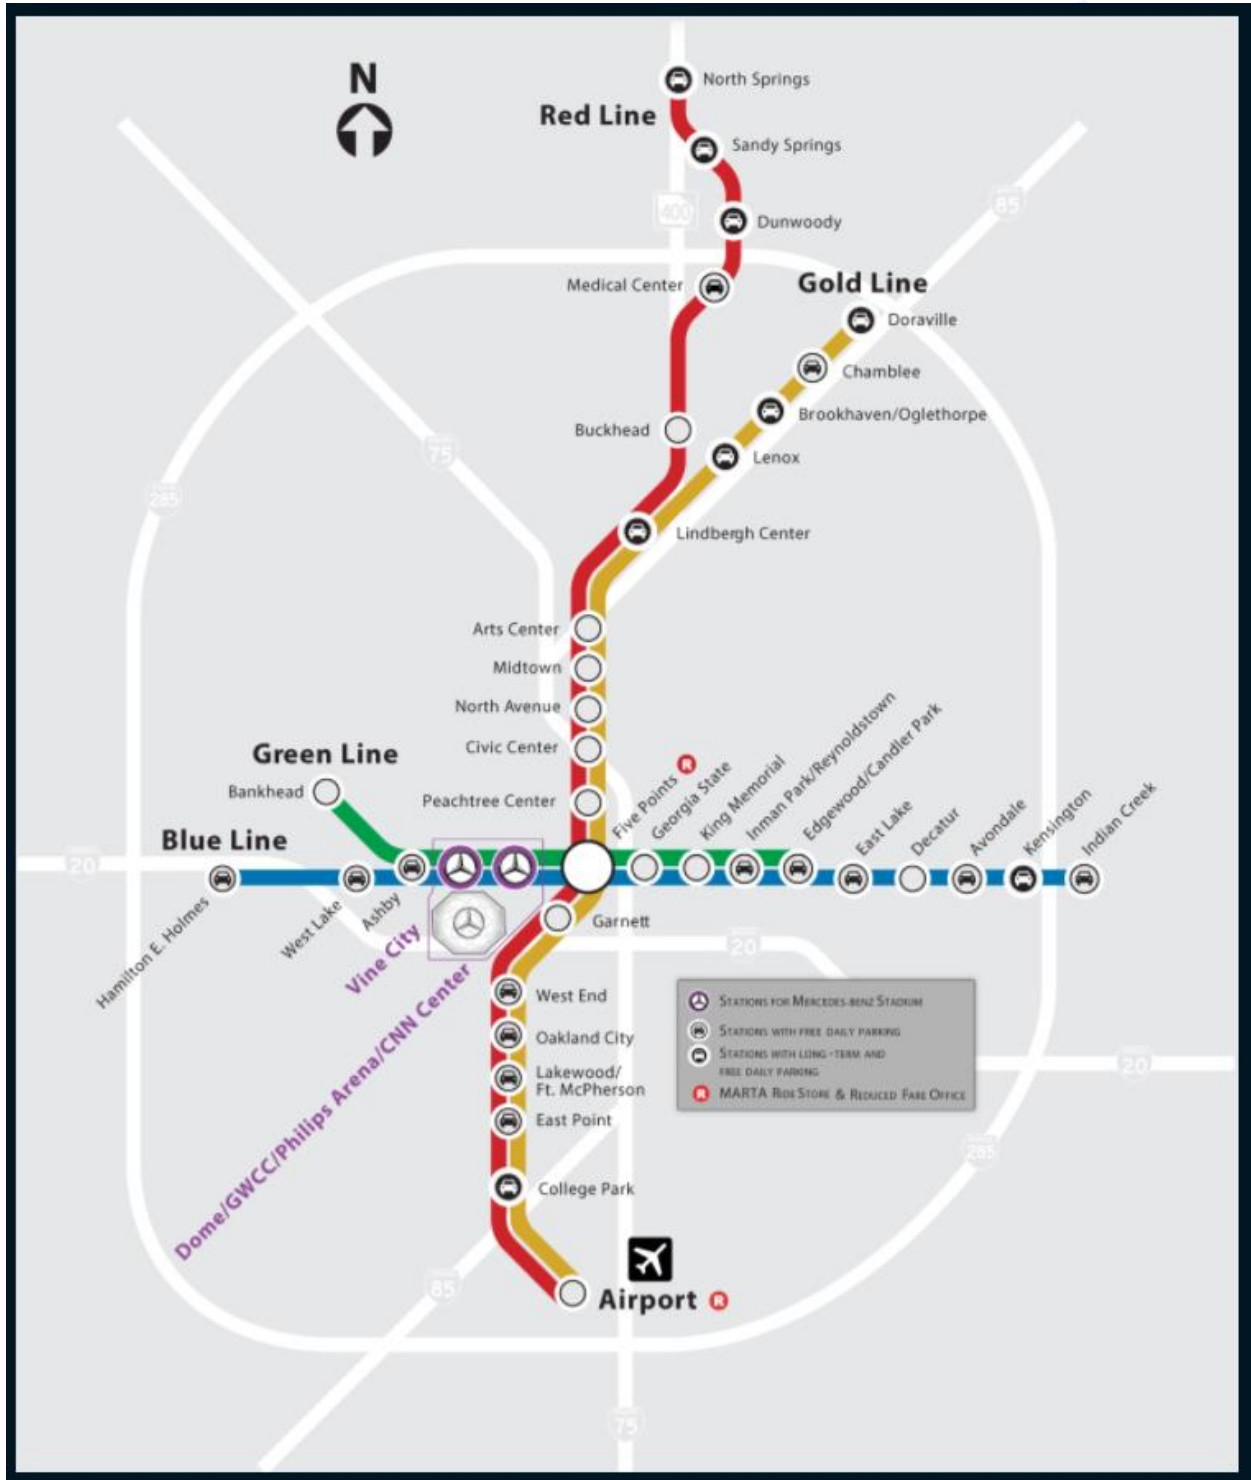 N
North Springs
Red Line
Sandy Springs
400
85
Dunwoody
Medical Center
Gold Line
Doraville
Chamblee
Brookhaven/Oglethorpe
Buckhead
75
Lenox
285
Lindbergh Center
Arts Center
Midtown
North Avenue
Civic Center
Green Line
Bankhead
Peachtree Center
Five Points
R
Georgia State
King Memorial
Inman Park/Reynoldstown
Edgewood/Candler Park
East Lake
Decatur
Avondale
Kensington
Indian Creek
Blue Line
20
Hamilton E. Holmes
West Lake
Ashby
Vine City
Dome/GWCC/Philips Arena/CNN Center
Garnett
20
West End
Oakland City
Lakewood/
Ft. McPherson
East Point
College Park
STATIONS FOR MERCEDES-BENZ STADIUM
STATIONS WITH FREE DAILY PARKING
STATIONS WITH LONG-TERM AND
FREE DAILY PARKING
R MARTA RIDE STORE & REDUCED FARE OFFICE
20
285
85
Airport R
75